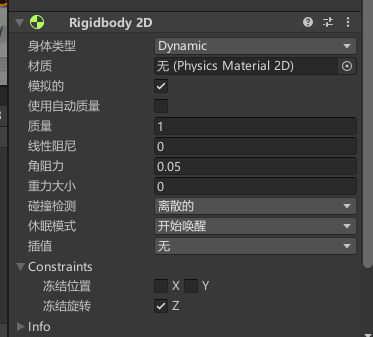 Rigidbody 2D
身体类型 Dynamic
材质 无 (Physics Material 2D)
模拟的
使用自动质量
质量 1
线性阻尼 0
角阻力 0.05
重力大小 0
碰撞检测 离散的
休眠模式 开始唤醒
插值 无
Constraints
冻结位置 X Y
冻结旋转 Z
Info